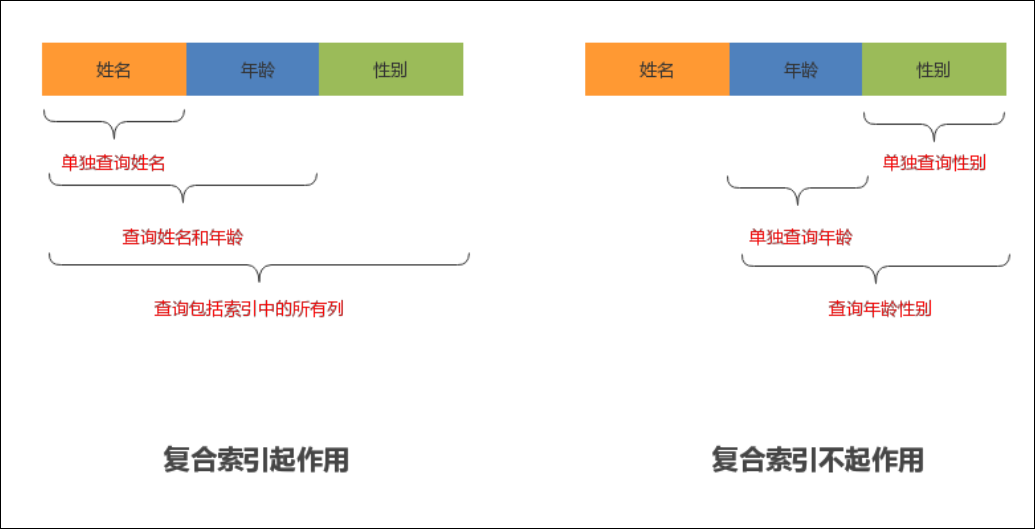 姓名 年龄 性别
单独查询姓名
查询姓名和年龄
查询包括索引中的所有列
复合索引起作用
姓名 年龄 性别
单独查询性别
单独查询年龄
查询年龄性别
复合索引不起作用